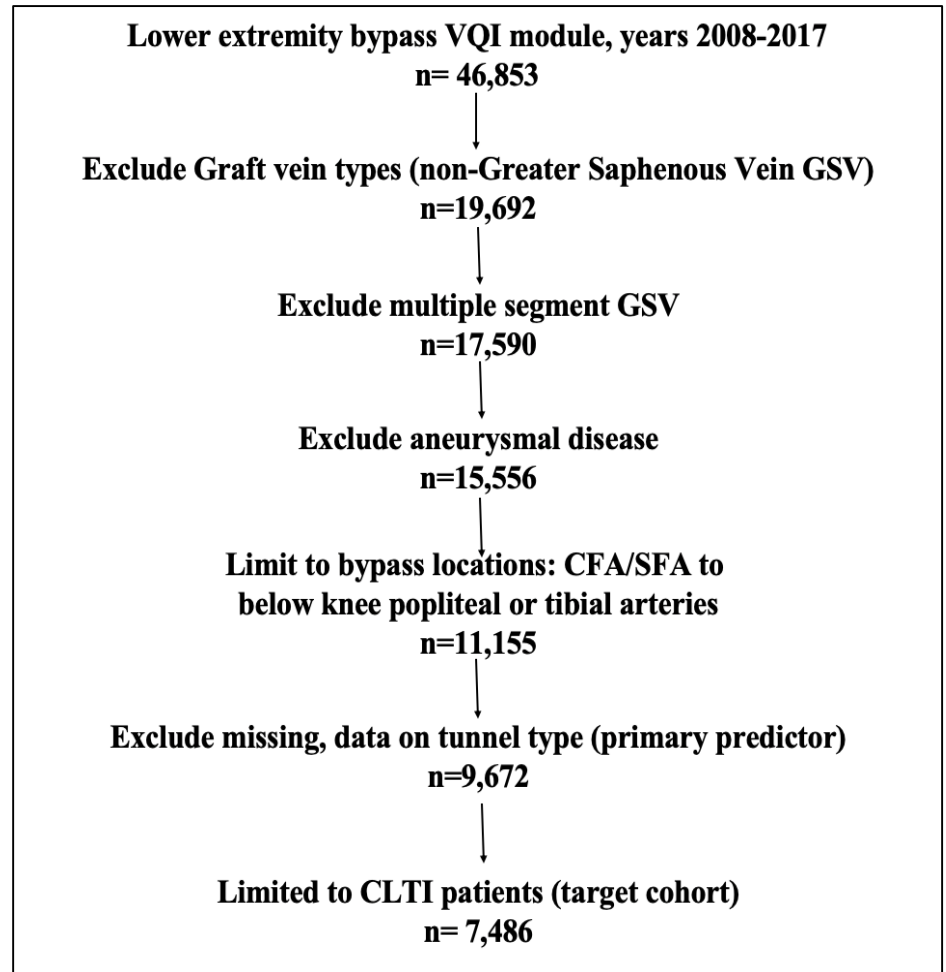 Lower extremity bypass VQI module, years 2008-2017
n= 46,853
Exclude Graft vein types (non-Greater Saphenous Vein GSV)
n=19,692
Exclude multiple segment GSV
n=17,590
Exclude aneurysmal disease
n=15,556
Limit to bypass locations: CFA/SFA to
below knee popliteal or tibial arteries
n=11,155
Exclude missing, data on tunnel type (primary predictor)
n=9,672
Limited to CLTI patients (target cohort)
n= 7,486